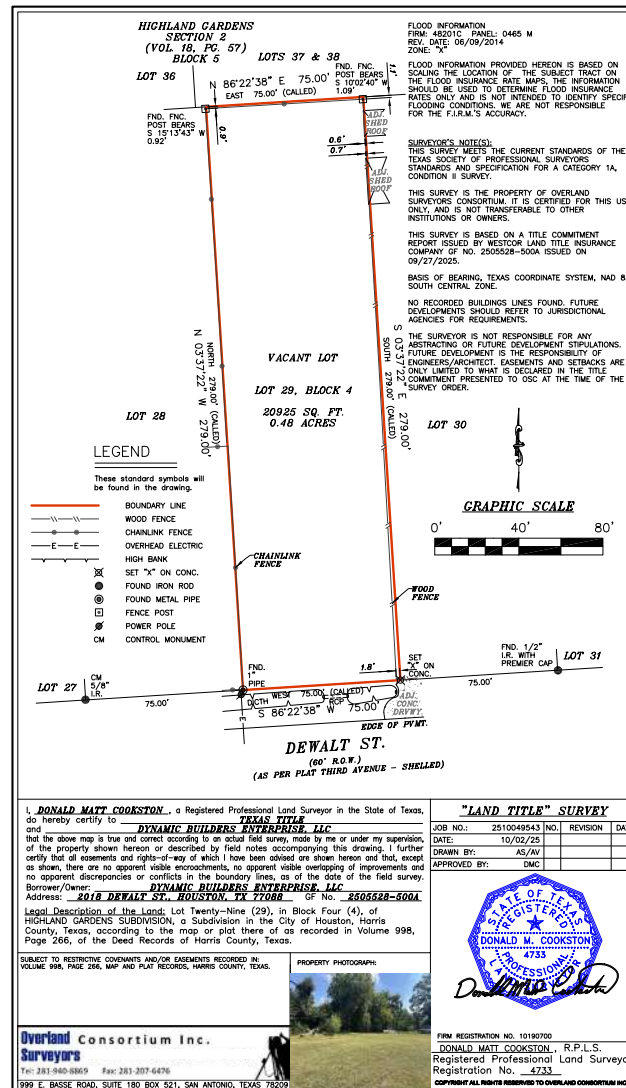 HIGHLAND GARDENS
SECTION 2
(VOL. 18, PG. 57)
BLOCK 5
LOTS 37 & 38
LOT 36
N 86°22'38" E 75.00'
EAST 75.00' (CALLED)
FND. FNC.
POST BEARS
S 10°02'40" W
1.09'
1.1'
FND. FNC.
POST BEARS
S 15°13'43" W
0.92'
0.9'
ADJ.
SHED
ROOF
0.6'
0.7'
ADJ.
SHED
ROOF
N 03°37'22" W 279.00'
NORTH 279.00' (CALLED)
VACANT LOT
LOT 29, BLOCK 4
20925 SQ. FT.
0.48 ACRES
SOUTH 279.00' (CALLED)
S 03°37'22" E 279.00'
LOT 28
LOT 30
FLOOD INFORMATION
FIRM: 48201C PANEL: 0465 M
REV. DATE: 06/09/2014
ZONE: "X"
FLOOD INFORMATION PROVIDED HEREON IS BASED ON
SCALING THE LOCATION OF THE SUBJECT TRACT ON
THE FLOOD INSURANCE RATE MAPS, THE INFORMATION
SHOULD BE USED TO DETERMINE FLOOD INSURANCE
RATES ONLY AND IS NOT INTENDED TO IDENTIFY SPECIF
FLOODING CONDITIONS. WE ARE NOT RESPONSIBLE
FOR THE F.I.R.M.'S ACCURACY.
SURVEYOR'S NOTE(S):
THIS SURVEY MEETS THE CURRENT STANDARDS OF THE
TEXAS SOCIETY OF PROFESSIONAL SURVEYORS
STANDARDS AND SPECIFICATION FOR A CATEGORY 1A,
CONDITION II SURVEY.
THIS SURVEY IS THE PROPERTY OF OVERLAND
SURVEYORS CONSORTIUM. IT IS CERTIFIED FOR THIS US
ONLY, AND IS NOT TRANSFERABLE TO OTHER
INSTITUTIONS OR OWNERS.
THIS SURVEY IS BASED ON A TITLE COMMITMENT
REPORT ISSUED BY WESTCOR LAND TITLE INSURANCE
COMPANY GF NO. 2505528-500A ISSUED ON
09/27/2025.
BASIS OF BEARING, TEXAS COORDINATE SYSTEM, NAD 8
SOUTH CENTRAL ZONE.
NO RECORDED BUILDINGS LINES FOUND. FUTURE
DEVELOPMENTS SHOULD REFER TO JURISDICTIONAL
AGENCIES FOR REQUIREMENTS.
THE SURVEYOR IS NOT RESPONSIBLE FOR ANY
ABSTRACTING OR FUTURE DEVELOPMENT STIPULATIONS.
FUTURE DEVELOPMENT IS THE RESPONSIBILITY OF
ENGINEERS/ARCHITECT. EASEMENTS AND SETBACKS ARE
ONLY LIMITED TO WHAT IS DECLARED IN THE TITLE
COMMITMENT PRESENTED TO OSC AT THE TIME OF THE
SURVEY ORDER.
LEGEND
These standard symbols will
be found in the drawing.
BOUNDARY LINE
WOOD FENCE
CHAINLINK FENCE
E E OVERHEAD ELECTRIC
HIGH BANK
SET "X" ON CONC.
FOUND IRON ROD
FOUND METAL PIPE
FENCE POST
POWER POLE
CM CONTROL MONUMENT
GRAPHIC SCALE
0' 40' 80'
CHAINLINK
FENCE
WOOD
FENCE
LOT 27
CM
5/8"
I.R.
75.00'
FND.
1"
PIPE
1.8'
SET
"X" ON
CONC.
FND. 1/2"
I.R. WITH
PREMIER CAP
LOT 31
75.00'
WEST 75.00' (CALLED)
DCTH RCP
S 86°22'38" W 75.00'
E
ADJ.
CONC.
DRVWY
EDGE OF PVMT.
DEWALT ST.
(60' R.O.W.)
(AS PER PLAT THIRD AVENUE - SHELLED)
I, DONALD MATT COOKSTON , a Registered Professional Land Surveyor in the State of Texas,
do hereby certify to TEXAS TITLE
and DYNAMIC BUILDERS ENTERPRISE, LLC
that the above map is true and correct according to an actual field survey, made by me or under my supervision,
of the property shown hereon or described by field notes accompanying this drawing. I further
certify that all easements and rights-of-way of which I have been advised are shown hereon and that, except
as shown, there are no apparent visible encroachments, no apparent visible overlapping of improvements and
no apparent discrepancies or conflicts in the boundary lines, as of the date of the field survey.
Borrower/Owner: DYNAMIC BUILDERS ENTERPRISE, LLC
Address: 2018 DEWALT ST., HOUSTON, TX 77088 GF No. 2505528-500A
Legal Description of the Land: Lot Twenty-Nine (29), in Block Four (4), of
HIGHLAND GARDENS SUBDIVISION, a Subdivision in the City of Houston, Harris
County, Texas, according to the map or plat there of as recorded in Volume 998,
Page 266, of the Deed Records of Harris County, Texas.
"LAND TITLE" SURVEY
JOB NO.: 2510049543 NO. REVISION DA
DATE: 10/02/25
DRAWN BY: AS/AV
APPROVED BY: DMC
STATE OF TEXAS
REGISTERED
DONALD M. COOKSTON
4733
PROFESSIONAL
LAND SURVEYOR
Donald Matt Cookston
SUBJECT TO RESTRICTIVE COVENANTS AND/OR EASEMENTS RECORDED IN:
VOLUME 998, PAGE 266, MAP AND PLAT RECORDS, HARRIS COUNTY, TEXAS.
PROPERTY PHOTOGRAPH:
Overland Consortium Inc.
Surveyors
Tel: 281-940-8869 Fax: 281-207-6476
999 E. BASSE ROAD, SUITE 180 BOX 521, SAN ANTONIO, TEXAS 78209
FIRM REGISTRATION NO. 10190700
DONALD MATT COOKSTON , R.P.L.S.
Registered Professional Land Surveyo
Registration No. 4733
COPYRIGHT ALL RIGHTS RESERVED TO OVERLAND CONSORTIUM INC